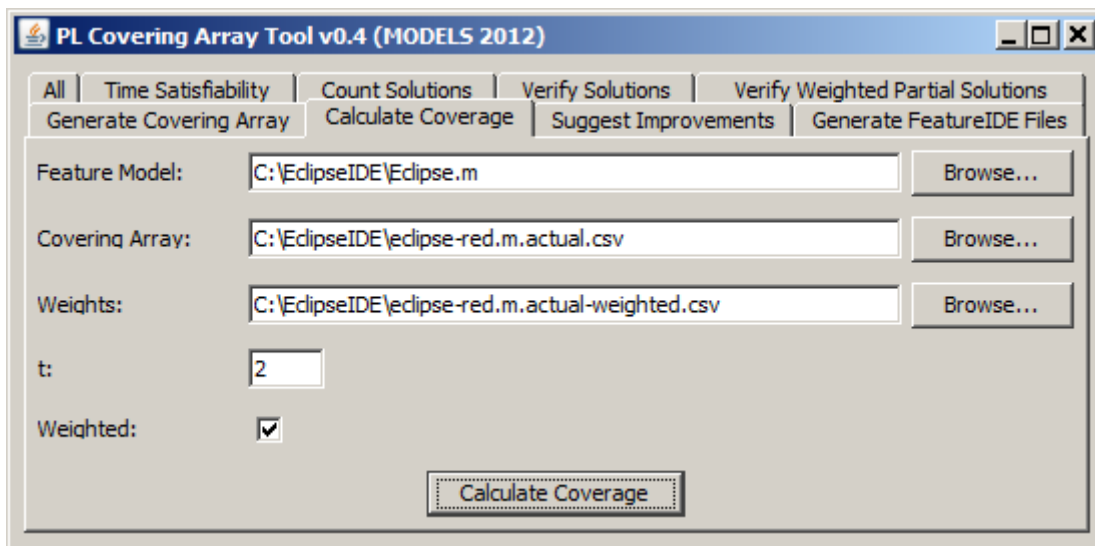 PL Covering Array Tool v0.4 (MODELS 2012)
All Time Satisfiability Count Solutions Verify Solutions Verify Weighted Partial Solutions
Generate Covering Array Calculate Coverage Suggest Improvements Generate FeatureIDE Files
Feature Model: C:\EclipseIDE\Eclipse.m Browse...
Covering Array: C:\EclipseIDE\eclipse-red.m.actual.csv Browse...
Weights: C:\EclipseIDE\eclipse-red.m.actual-weighted.csv Browse...
t: 2
Weighted:
Calculate Coverage